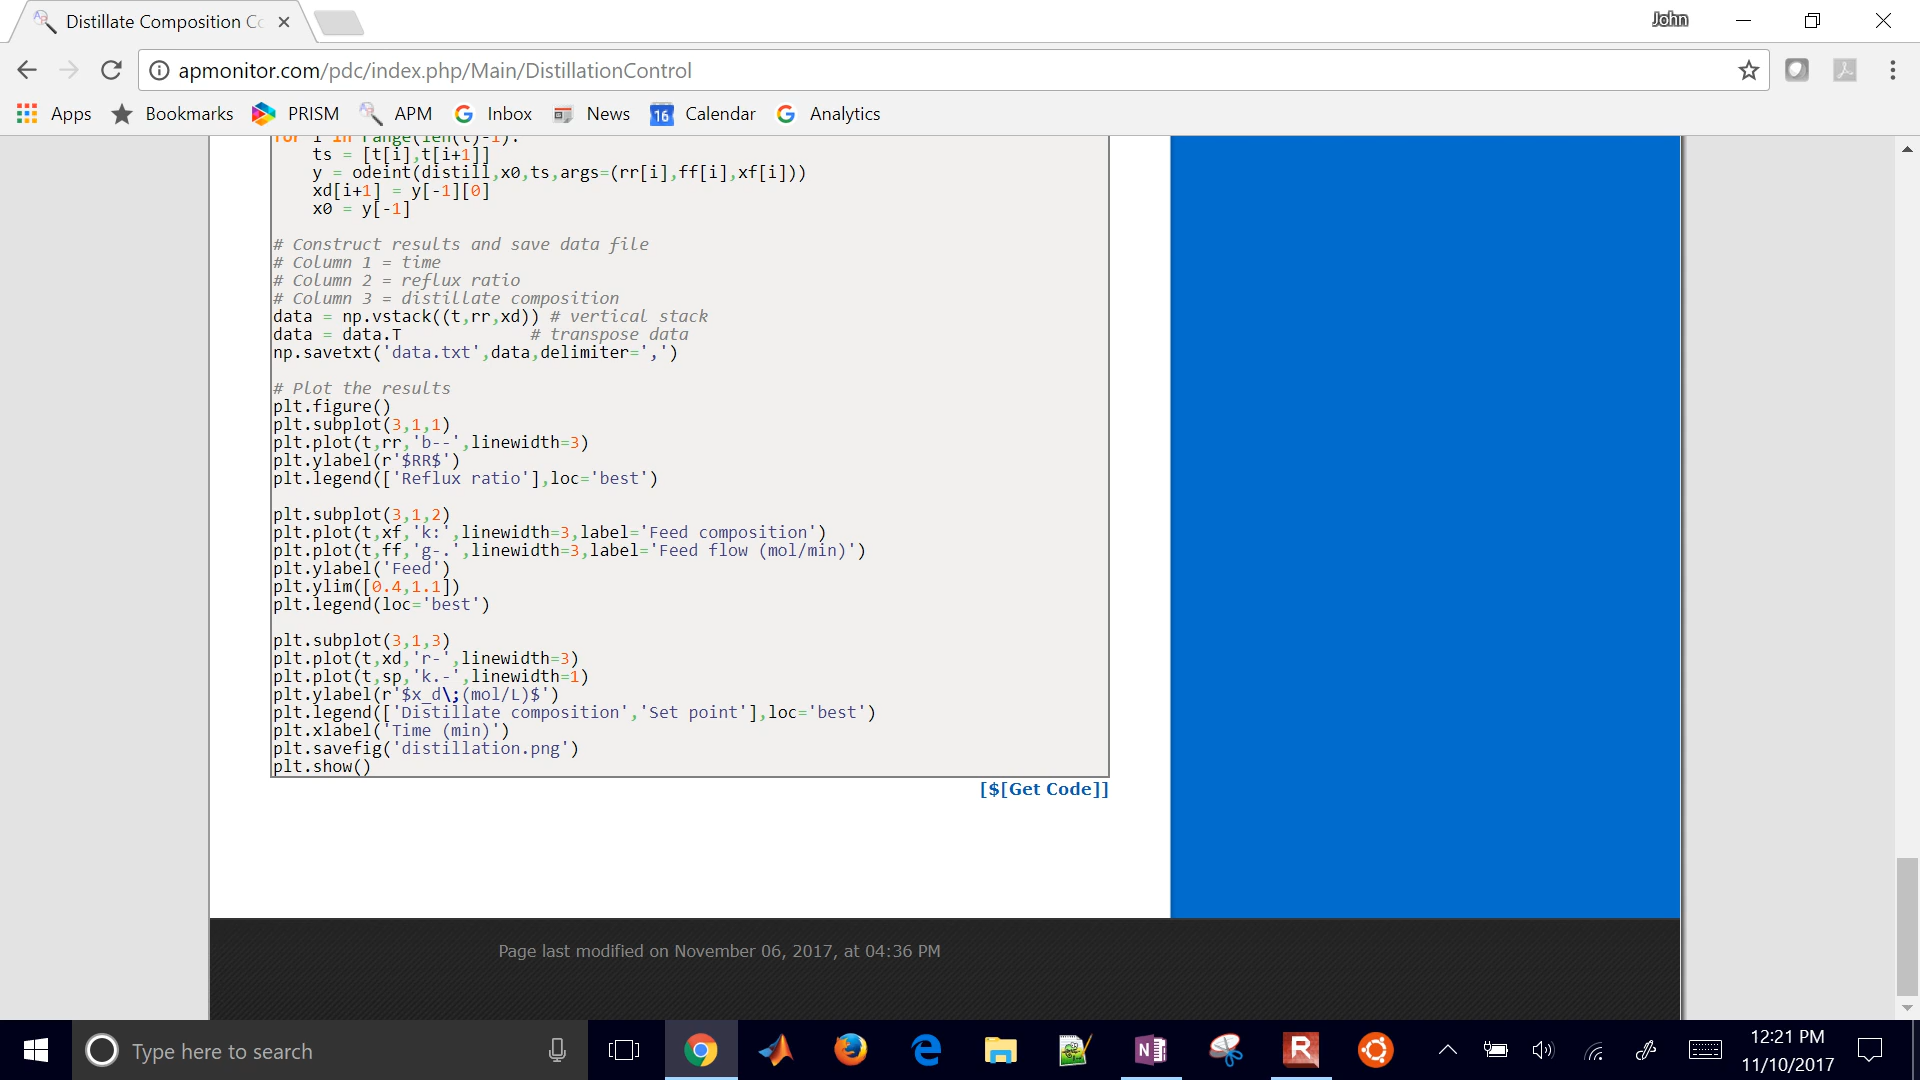 Distillate Composition Co
John
apmonitor.com/pdc/index.php/Main/DistillationControl
Apps Bookmarks PRISM APM Inbox News 16 Calendar Analytics
for i in range(len(t)-1):
    ts = [t[i],t[i+1]]
    y = odeint(distill,x0,ts,args=(rr[i],ff[i],xf[i]))
    xd[i+1] = y[-1][0]
    x0 = y[-1]
# Construct results and save data file
# Column 1 = time
# Column 2 = reflux ratio
# Column 3 = distillate composition
data = np.vstack((t,rr,xd)) # vertical stack
data = data.T             # transpose data
np.savetxt('data.txt',data,delimiter=',')
# Plot the results
plt.figure()
plt.subplot(3,1,1)
plt.plot(t,rr,'b--',linewidth=3)
plt.ylabel(r'$RR$')
plt.legend(['Reflux ratio'],loc='best')
plt.subplot(3,1,2)
plt.plot(t,xf,'k:',linewidth=3,label='Feed composition')
plt.plot(t,ff,'g-.',linewidth=3,label='Feed flow (mol/min)')
plt.ylabel('Feed')
plt.ylim([0.4,1.1])
plt.legend(loc='best')
plt.subplot(3,1,3)
plt.plot(t,xd,'r-',linewidth=3)
plt.plot(t,sp,'k.-',linewidth=1)
plt.ylabel(r'$x_d\;(mol/L)$')
plt.legend(['Distillate composition','Set point'],loc='best')
plt.xlabel('Time (min)')
plt.savefig('distillation.png')
plt.show()
[$[Get Code]]
Page last modified on November 06, 2017, at 04:36 PM
Type here to search
N
R
12:21 PM
11/10/2017